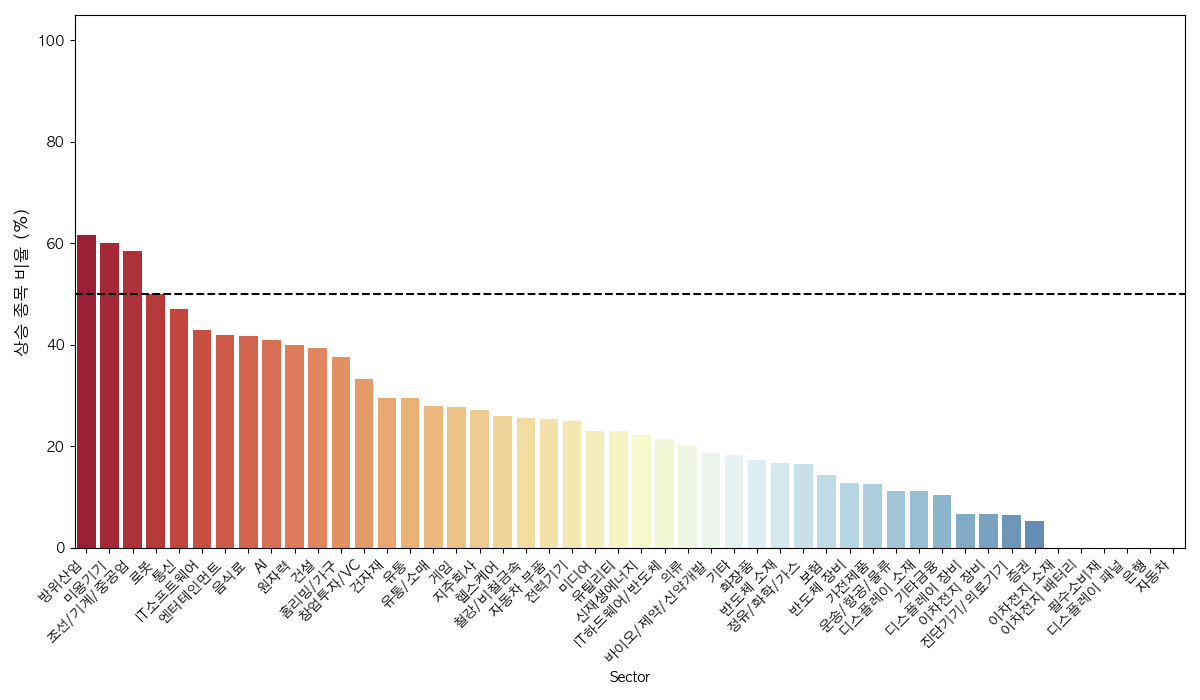 100
80
60
40
20
0
상승 종목 비율 (%)
방위산업
미용기기
조선/기계/중공업
로봇
통신
IT소프트웨어
엔터테인먼트
음식료
AI
원자력
건설
홈리빙/가구
창업투자/VC
건자재
유통
유통/소매
게임
지주회사
헬스케어
철강/비철금속
자동차 부품
전력기기
미디어
유틸리티
신재생에너지
IT하드웨어/반도체
의류
바이오/제약/신약개발
기타
화장품
반도체 소재
정유/화학/가스
보험
반도체 장비
가전제품
운송/항공/물류
디스플레이 소재
기타금융
디스플레이 장비
이차전지 장비
진단기기/의료기기
증권
이차전지 소재
이차전지 배터리
필수소비재
디스플레이 패널
은행
자동차
Sector